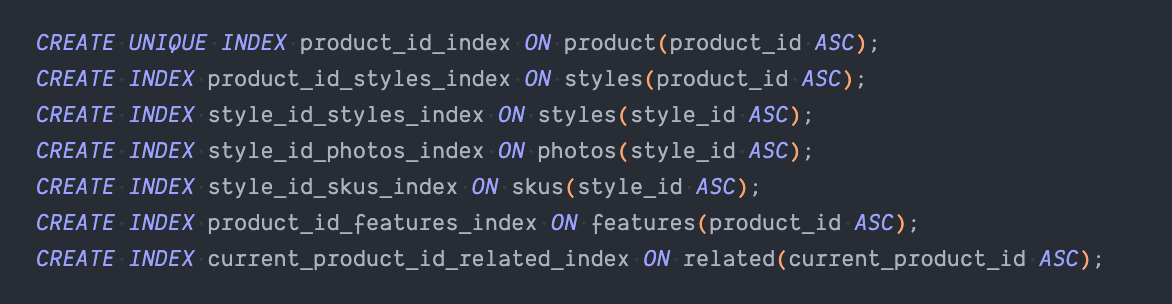 CREATE UNIQUE INDEX product_id_index ON product(product_id ASC);
CREATE INDEX product_id_styles_index ON styles(product_id ASC);
CREATE INDEX style_id_styles_index ON styles(style_id ASC);
CREATE INDEX style_id_photos_index ON photos(style_id ASC);
CREATE INDEX style_id_skus_index ON skus(style_id ASC);
CREATE INDEX product_id_features_index ON features(product_id ASC);
CREATE INDEX current_product_id_related_index ON related(current_product_id ASC);